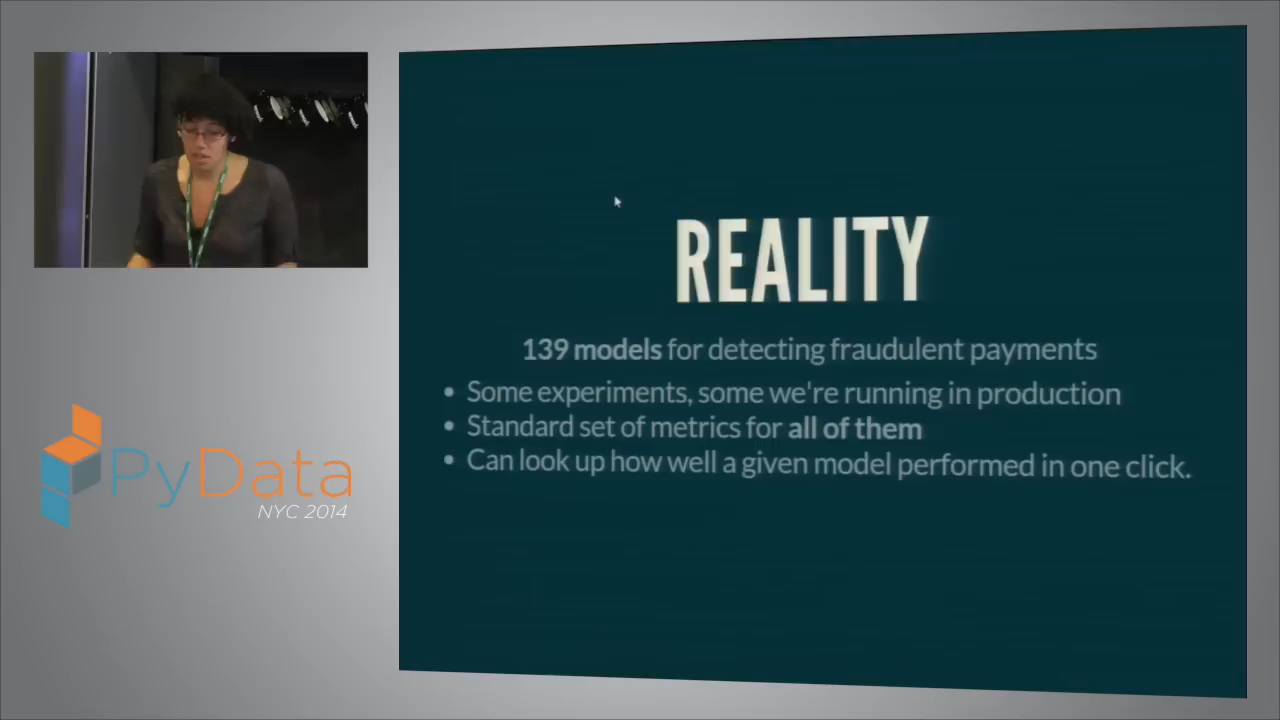 REALITY
139 models for detecting fraudulent payments
• Some experiments, some we're running in production
• Standard set of metrics for all of them
• Can look up how well a given model performed in one click.
PyData
NYC 2014